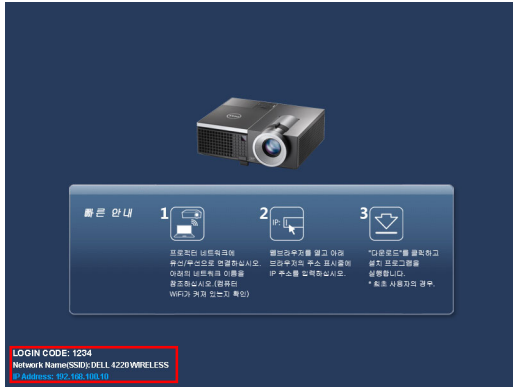 빠른 안내
1
프로젝터 네트워크에
유선/무선으로 연결하십시오.
아래의 네트워크 이름을
참조하십시오.(컴퓨터
WiFi가 켜져 있는지 확인)
2
IP:
웹브라우저를 열고 아래
브라우저의 주소 표시줄에
IP 주소를 입력하십시오.
3
"다운로드"를 클릭하고
설치 프로그램을
실행합니다.
* 최초 사용자의 경우.
LOGIN CODE: 1234
Network Name(SSID): DELL 4220 WIRELESS
IP Address: 192.168.100.10